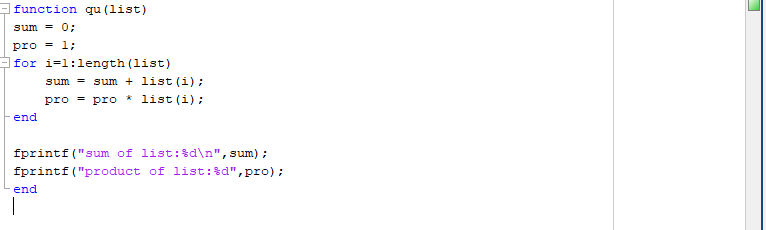 function qu(list)
sum = 0;
pro = 1;
for i=1:length(list)
    sum = sum + list(i);
    pro = pro * list(i);
end

fprintf("sum of list:%d\n",sum);
fprintf("product of list:%d",pro);
end